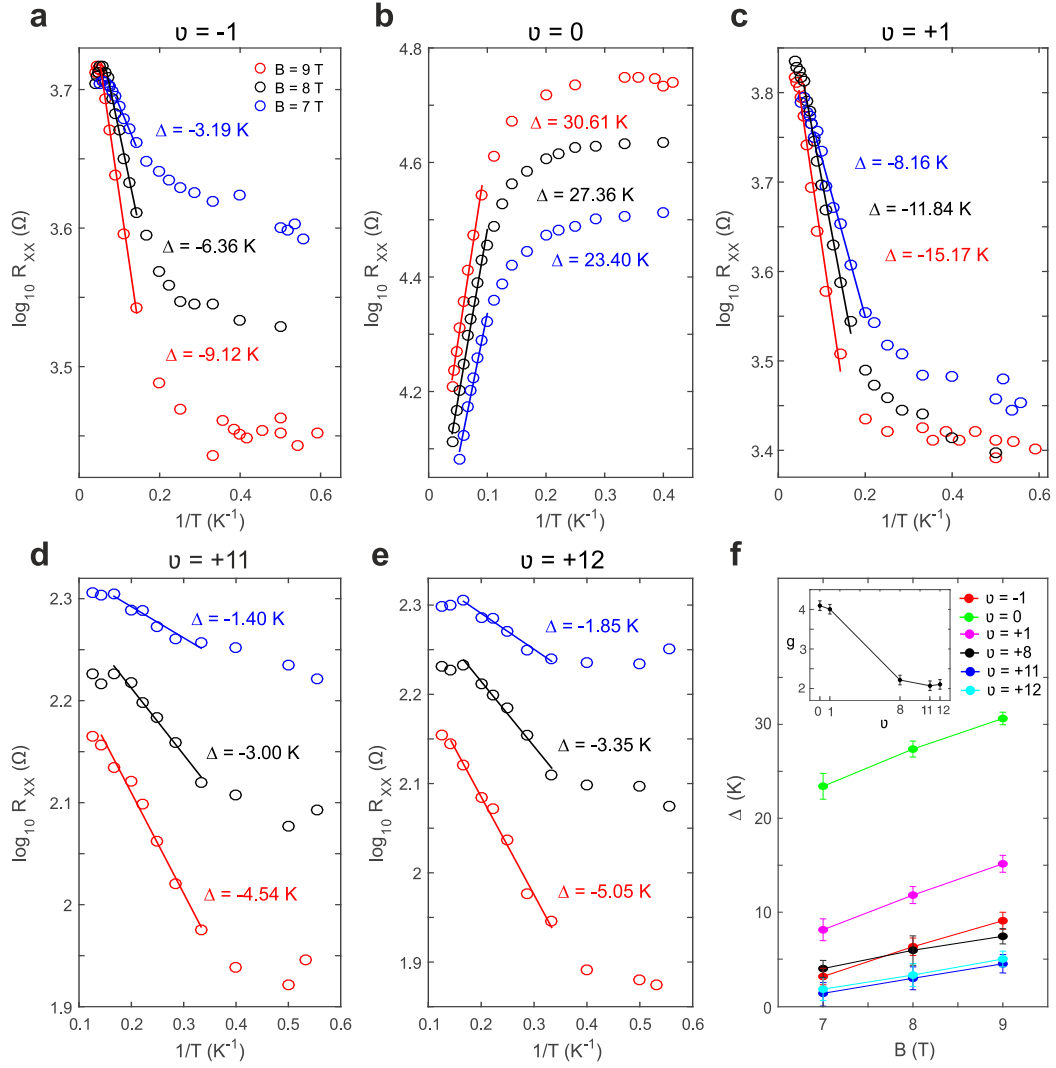 a
υ = -1
B = 9 T
B = 8 T
B = 7 T
Δ = -3.19 K
Δ = -6.36 K
Δ = -9.12 K
3.7
3.6
3.5
log10 RXX (Ω)
0 0.2 0.4 0.6
1/T (K-1)
b
υ = 0
Δ = 30.61 K
Δ = 27.36 K
Δ = 23.40 K
4.8
4.6
4.4
4.2
log10 RXX (Ω)
0 0.1 0.2 0.3 0.4
1/T (K-1)
c
υ = +1
Δ = -8.16 K
Δ = -11.84 K
Δ = -15.17 K
3.8
3.7
3.6
3.5
3.4
log10 RXX (Ω)
0 0.2 0.4 0.6
1/T (K-1)
d
υ = +11
Δ = -1.40 K
Δ = -3.00 K
Δ = -4.54 K
2.3
2.2
2.1
2
1.9
log10 RXX (Ω)
0.1 0.2 0.3 0.4 0.5 0.6
1/T (K-1)
e
υ = +12
Δ = -1.85 K
Δ = -3.35 K
Δ = -5.05 K
2.3
2.2
2.1
2
1.9
log10 RXX (Ω)
0.1 0.2 0.3 0.4 0.5 0.6
1/T (K-1)
f
υ = -1
υ = 0
υ = +1
υ = +8
υ = +11
υ = +12
4
g
2
0 1 8 11 12
υ
40
30
20
10
0
Δ (K)
7 8 9
B (T)